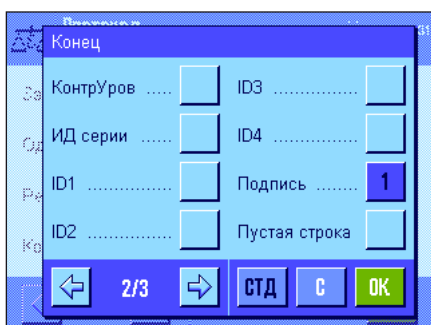 Конец
КонтрУров ..... ID3 ...............
ИД серии ...... ID4 ...............
ID1 ............... Подпись ........ 1
ID2 ............... Пустая строка
2/3 СТД C OK